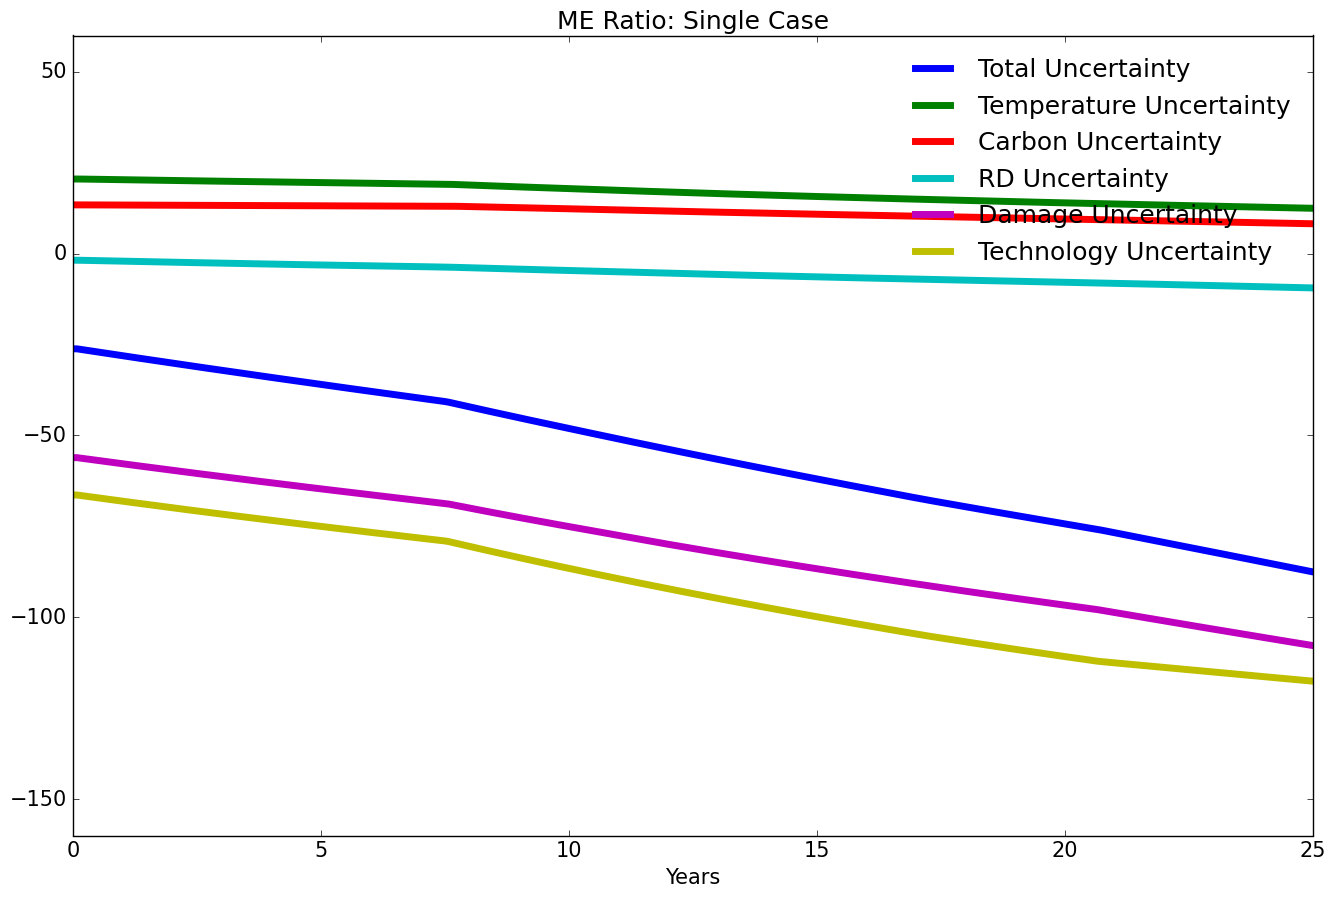 ME Ratio: Single Case
50
0
−50
−100
−150
Total Uncertainty
Temperature Uncertainty
Carbon Uncertainty
RD Uncertainty
Damage Uncertainty
Technology Uncertainty
0 5 10 15 20 25
Years